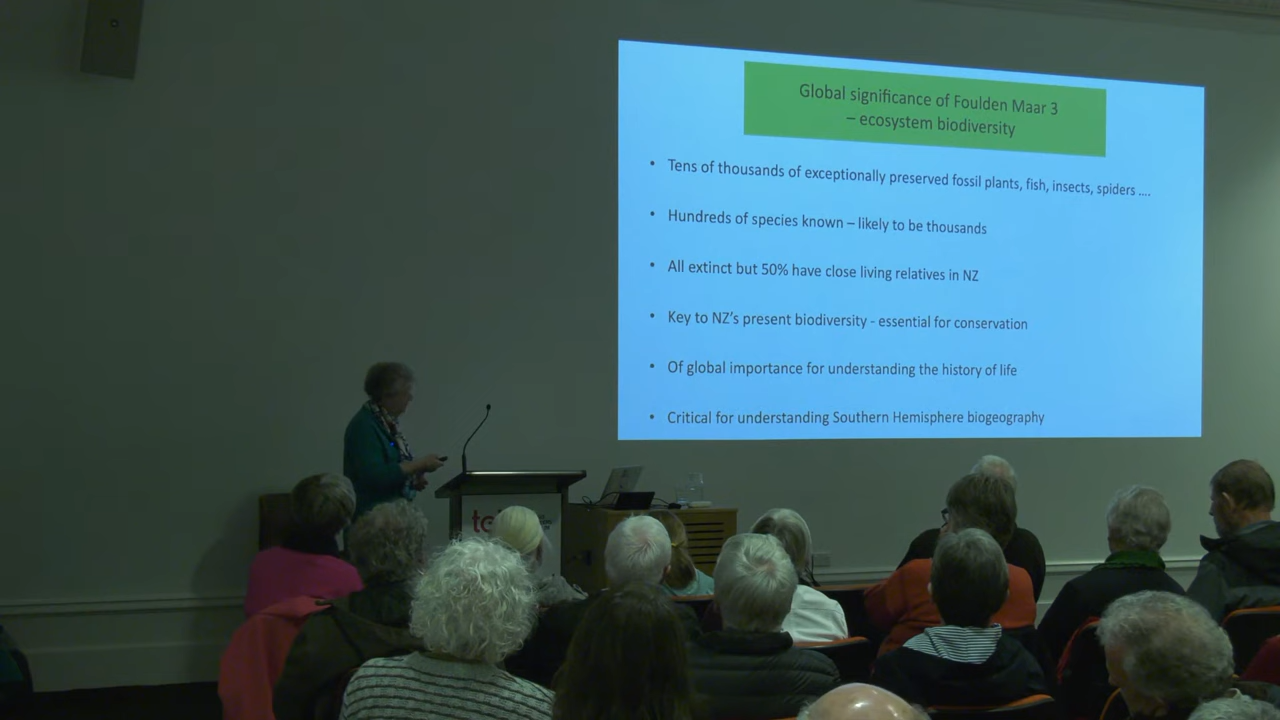 Global significance of Foulden Maar 3
– ecosystem biodiversity
• Tens of thousands of exceptionally preserved fossil plants, fish, insects, spiders ....
• Hundreds of species known – likely to be thousands
• All extinct but 50% have close living relatives in NZ
• Key to NZ's present biodiversity - essential for conservation
• Of global importance for understanding the history of life
• Critical for understanding Southern Hemisphere biogeography